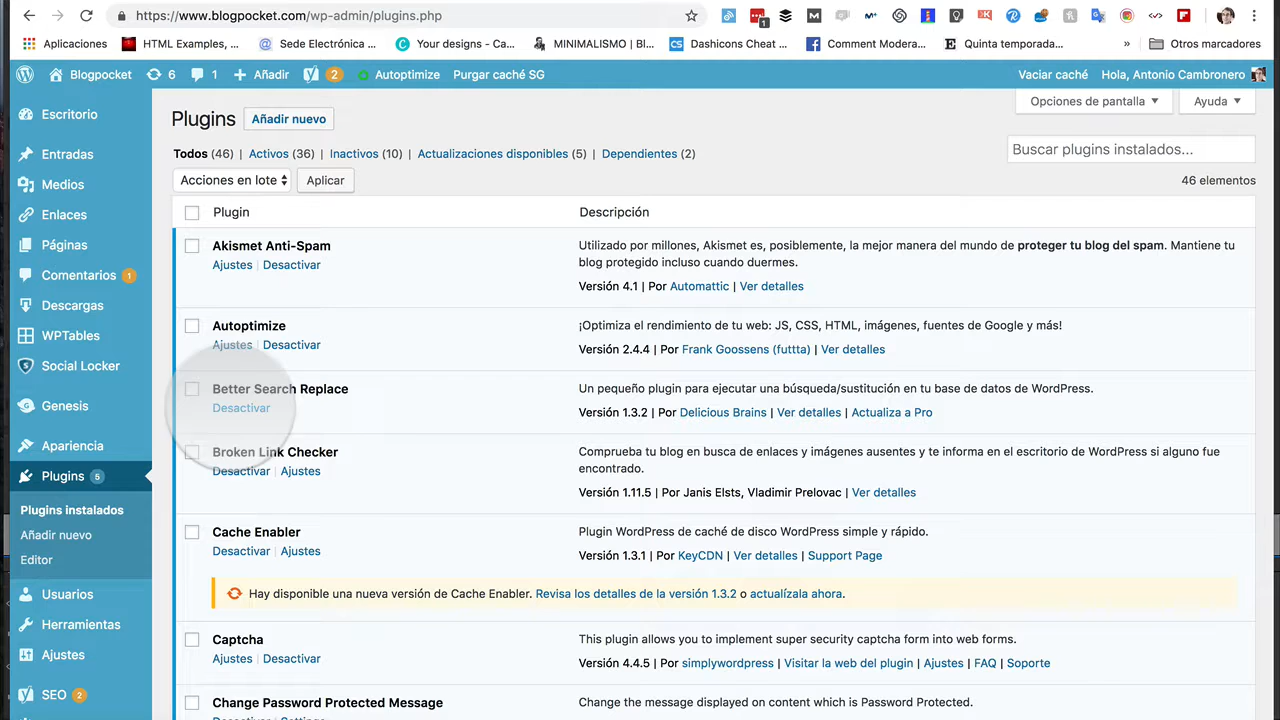 https://www.blogpocket.com/wp-admin/plugins.php
1
Aplicaciones
HTML Examples, ...
Sede Electrónica ...
Your designs - Ca...
MINIMALISMO | Bl...
Dashicons Cheat ...
Comment Modera...
Quinta temporada...
»
Otros marcadores
Blogpocket
6
1
Añadir
2
Autoptimize
Purgar caché SG
Vaciar caché
Hola, Antonio Cambronero
Escritorio
Entradas
Medios
Enlaces
Páginas
Comentarios 1
Descargas
WPTables
Social Locker
Genesis
Apariencia
Plugins 5
Plugins instalados
Añadir nuevo
Editor
Usuarios
Herramientas
Ajustes
SEO 2
Plugins Añadir nuevo
Opciones de pantalla
Ayuda
Todos (46) | Activos (36) | Inactivos (10) | Actualizaciones disponibles (5) | Dependientes (2)
Buscar plugins instalados...
Acciones en lote
Aplicar
46 elementos
Plugin
Descripción
Akismet Anti-Spam
Ajustes | Desactivar
Utilizado por millones, Akismet es, posiblemente, la mejor manera del mundo de proteger tu blog del spam. Mantiene tu
blog protegido incluso cuando duermes.
Versión 4.1 | Por Automattic | Ver detalles
Autoptimize
Ajustes | Desactivar
¡Optimiza el rendimiento de tu web: JS, CSS, HTML, imágenes, fuentes de Google y más!
Versión 2.4.4 | Por Frank Goossens (futtta) | Ver detalles
Better Search Replace
Desactivar
Un pequeño plugin para ejecutar una búsqueda/sustitución en tu base de datos de WordPress.
Versión 1.3.2 | Por Delicious Brains | Ver detalles | Actualiza a Pro
Broken Link Checker
Desactivar | Ajustes
Comprueba tu blog en busca de enlaces y imágenes ausentes y te informa en el escritorio de WordPress si alguno fue
encontrado.
Versión 1.11.5 | Por Janis Elsts, Vladimir Prelovac | Ver detalles
Cache Enabler
Desactivar | Ajustes
Plugin WordPress de caché de disco WordPress simple y rápido.
Versión 1.3.1 | Por KeyCDN | Ver detalles | Support Page
Hay disponible una nueva versión de Cache Enabler. Revisa los detalles de la versión 1.3.2 o actualízala ahora.
Captcha
Ajustes | Desactivar
This plugin allows you to implement super security captcha form into web forms.
Versión 4.4.5 | Por simplywordpress | Visitar la web del plugin | Ajustes | FAQ | Soporte
Change Password Protected Message
Desactivar | Settings
Change the message displayed on content which is Password Protected.